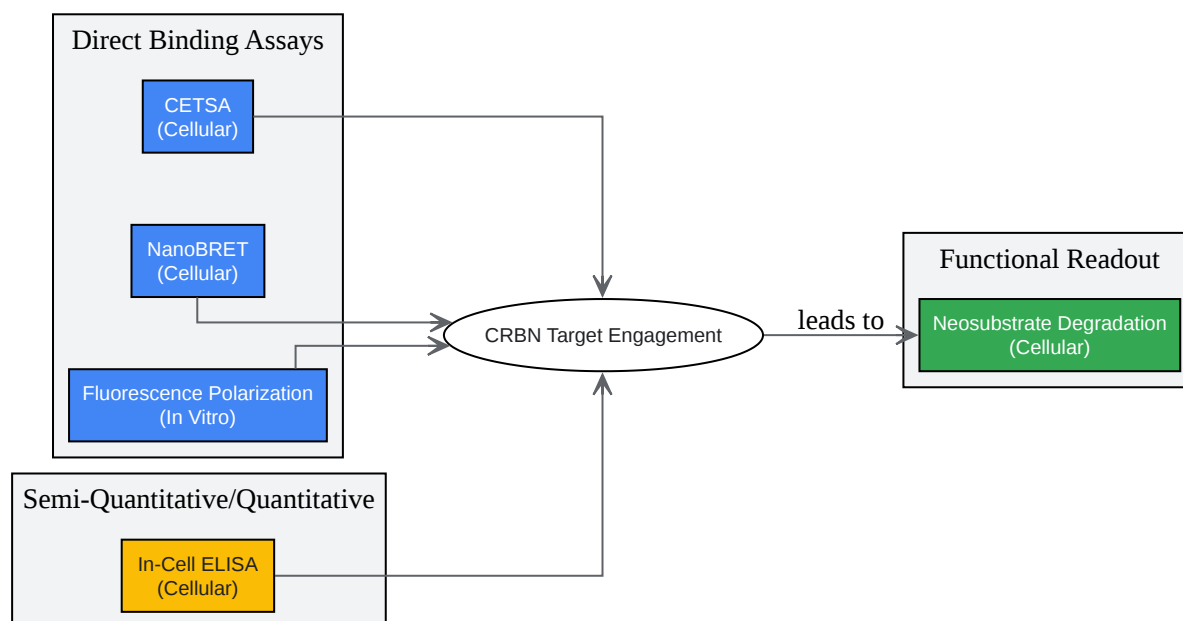 Direct Binding Assays
CETSA
(Cellular)
NanoBRET
(Cellular)
Fluorescence Polarization
(In Vitro)
Semi-Quantitative/Quantitative
In-Cell ELISA
(Cellular)
CRBN Target Engagement
leads to
Functional Readout
Neosubstrate Degradation
(Cellular)